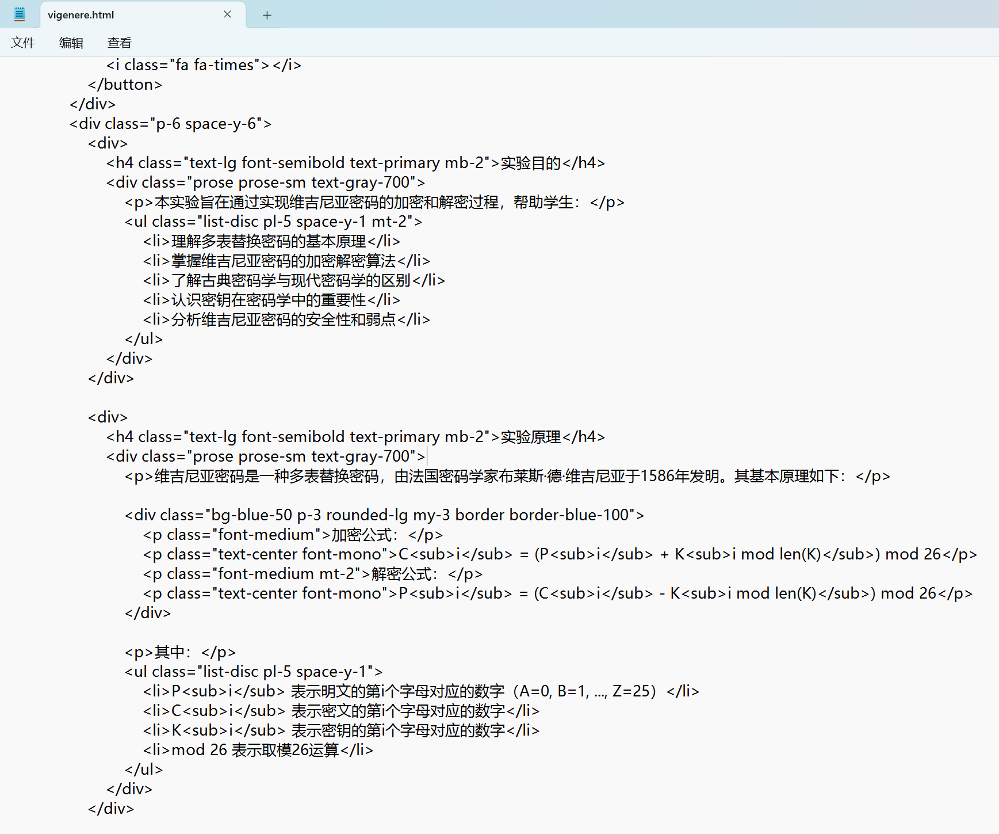 vigenere.html
文件 编辑 查看
<i class="fa fa-times"></i>
</button>
</div>
<div class="p-6 space-y-6">
<div>
<h4 class="text-lg font-semibold text-primary mb-2">实验目的</h4>
<div class="prose prose-sm text-gray-700">
<p>本实验旨在通过实现维吉尼亚密码的加密和解密过程，帮助学生：</p>
<ul class="list-disc pl-5 space-y-1 mt-2">
<li>理解多表替换密码的基本原理</li>
<li>掌握维吉尼亚密码的加密解密算法</li>
<li>了解古典密码学与现代密码学的区别</li>
<li>认识密钥在密码学中的重要性</li>
<li>分析维吉尼亚密码的安全性和弱点</li>
</ul>
</div>
</div>
<div>
<h4 class="text-lg font-semibold text-primary mb-2">实验原理</h4>
<div class="prose prose-sm text-gray-700">
<p>维吉尼亚密码是一种多表替换密码，由法国密码学家布莱斯·德·维吉尼亚于1586年发明。其基本原理如下：</p>
<div class="bg-blue-50 p-3 rounded-lg my-3 border border-blue-100">
<p class="font-medium">加密公式：</p>
<p class="text-center font-mono">C<sub>i</sub> = (P<sub>i</sub> + K<sub>i mod len(K)</sub>) mod 26</p>
<p class="font-medium mt-2">解密公式：</p>
<p class="text-center font-mono">P<sub>i</sub> = (C<sub>i</sub> - K<sub>i mod len(K)</sub>) mod 26</p>
</div>
<p>其中：</p>
<ul class="list-disc pl-5 space-y-1">
<li>P<sub>i</sub> 表示明文的第i个字母对应的数字（A=0, B=1, ..., Z=25）</li>
<li>C<sub>i</sub> 表示密文的第i个字母对应的数字</li>
<li>K<sub>i</sub> 表示密钥的第i个字母对应的数字</li>
<li>mod 26 表示取模26运算</li>
</ul>
</div>
</div>